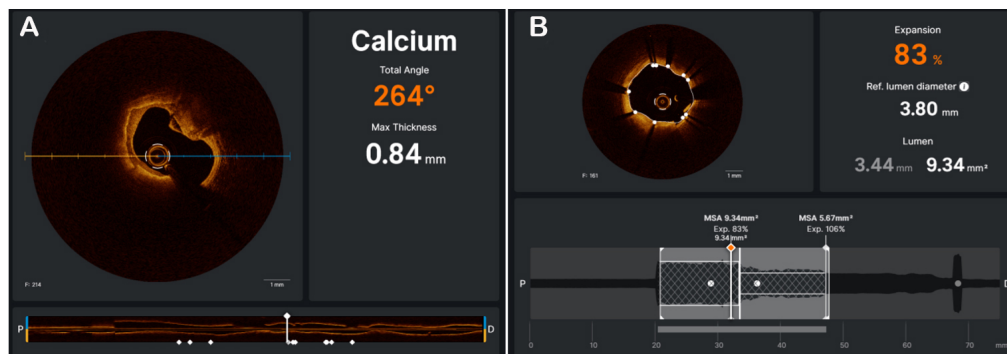 A
Calcium
Total Angle
264°
Max Thickness
0.84 mm
F: 214
1 mm
P
D
B
Expansion
83 %
Ref. lumen diameter i
3.80 mm
Lumen
3.44 mm 9.34 mm²
F: 161
1 mm
MSA 9.34mm² MSA 5.67mm²
Exp. 83% Exp. 106%
9.34 mm²
P
D
0 10 20 30 40 50 60 70 mm